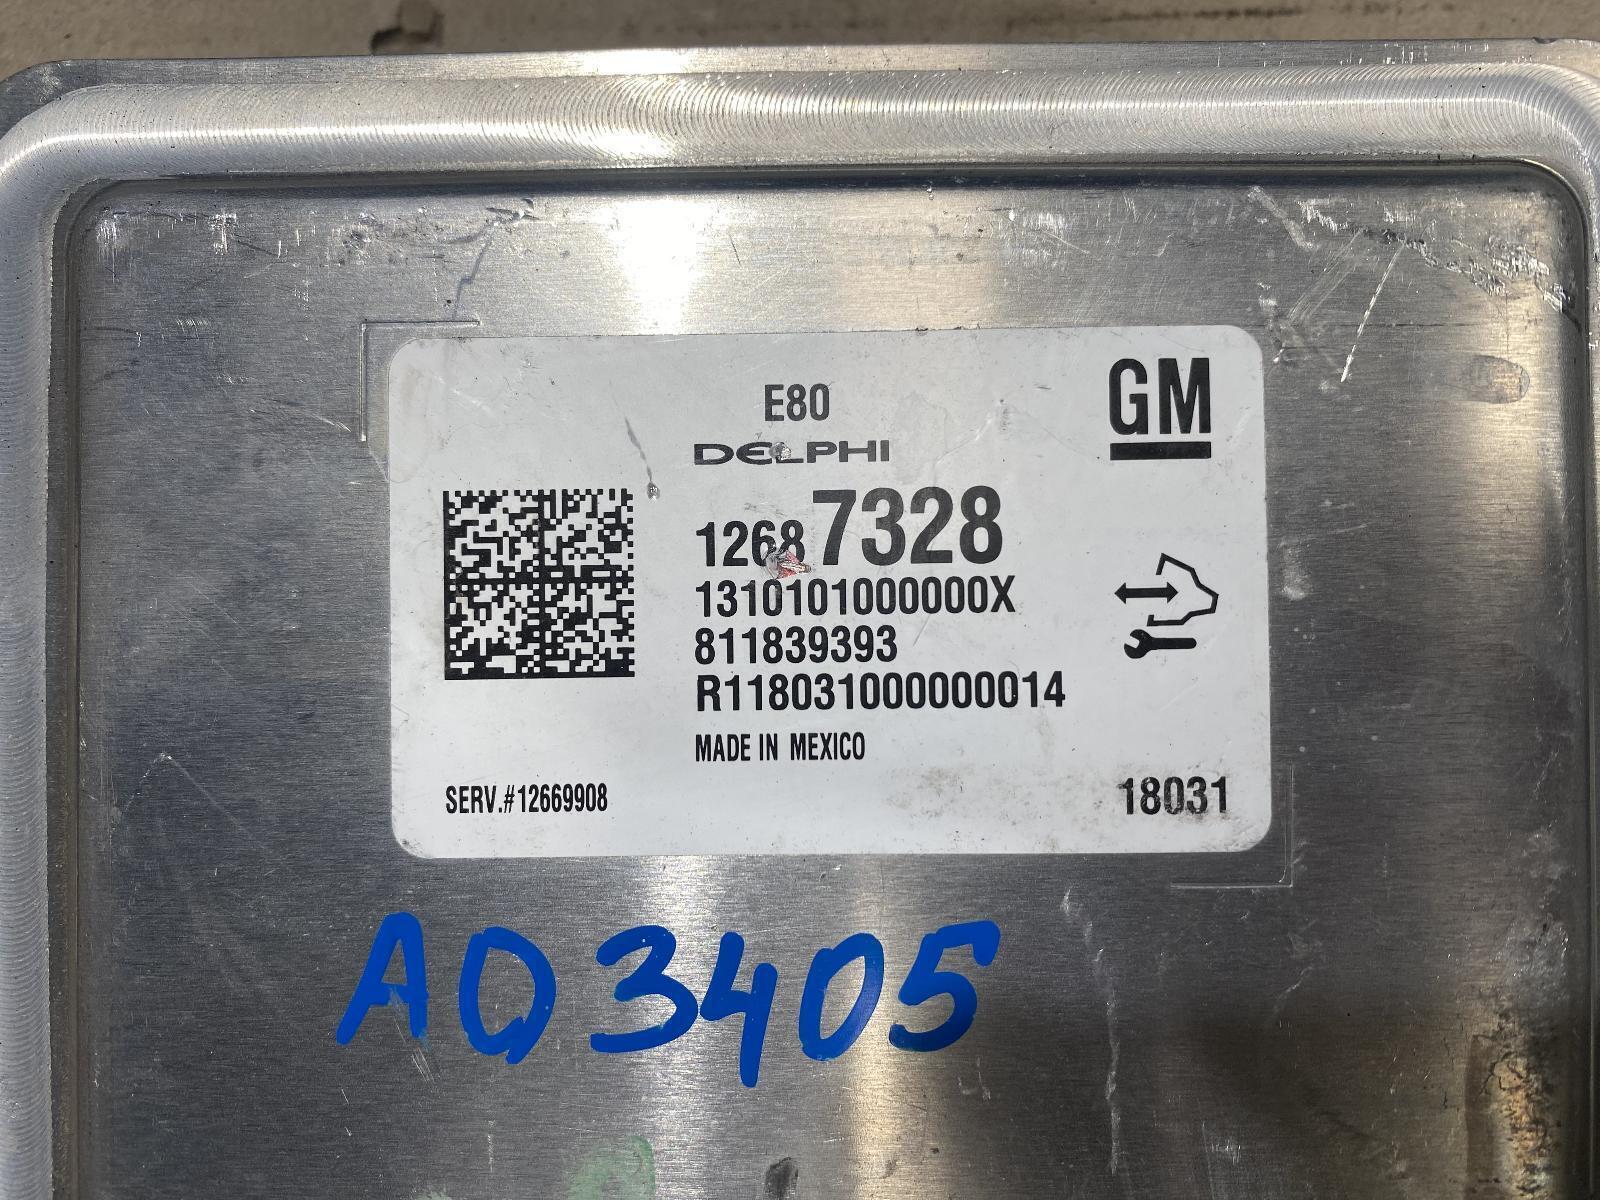 E80
GM
DELPHI
12687328
1310101000000X
811839393
R118031000000014
MADE IN MEXICO
SERV.#12669908
18031
AQ3405